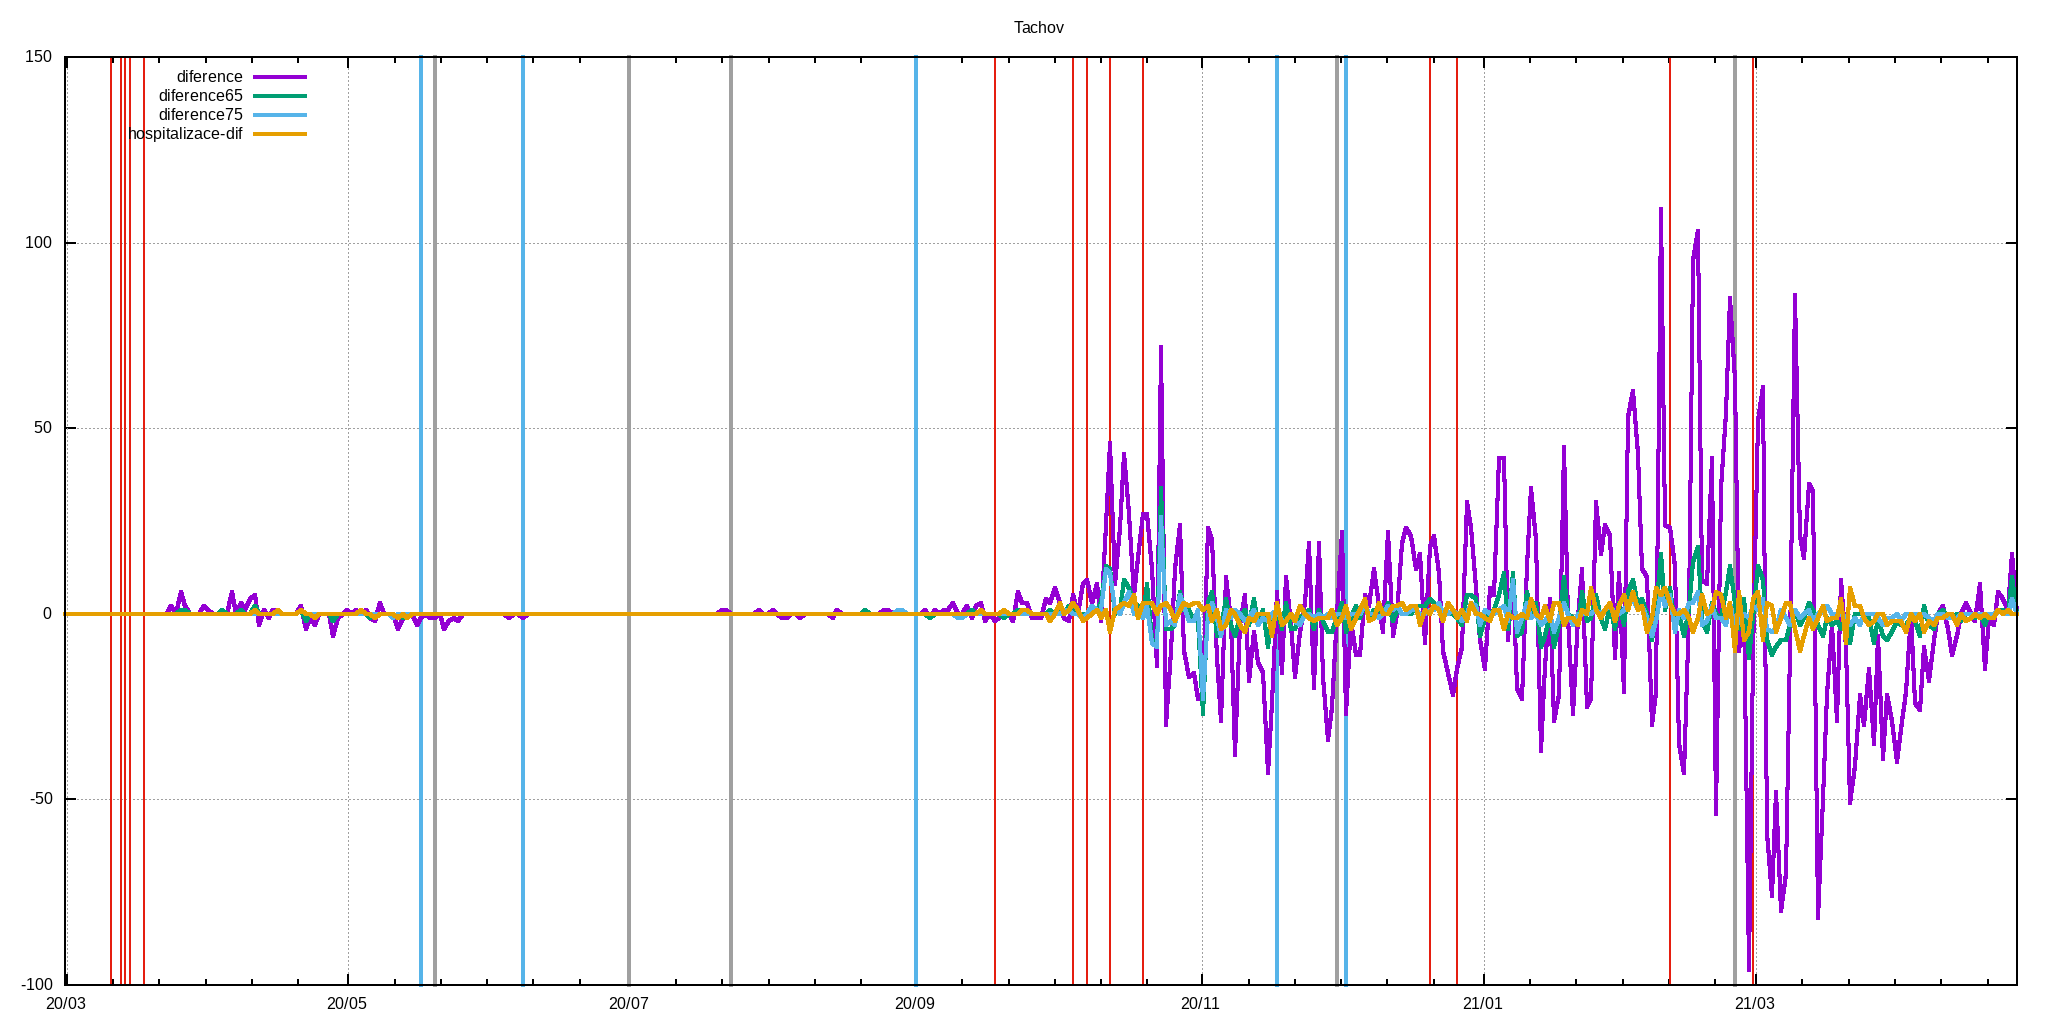 Tachov
150
diference
diference65
diference75
hospitalizace-dif
100
50
0
-50
-100
20/03 20/05 20/07 20/09 20/11 21/01 21/03